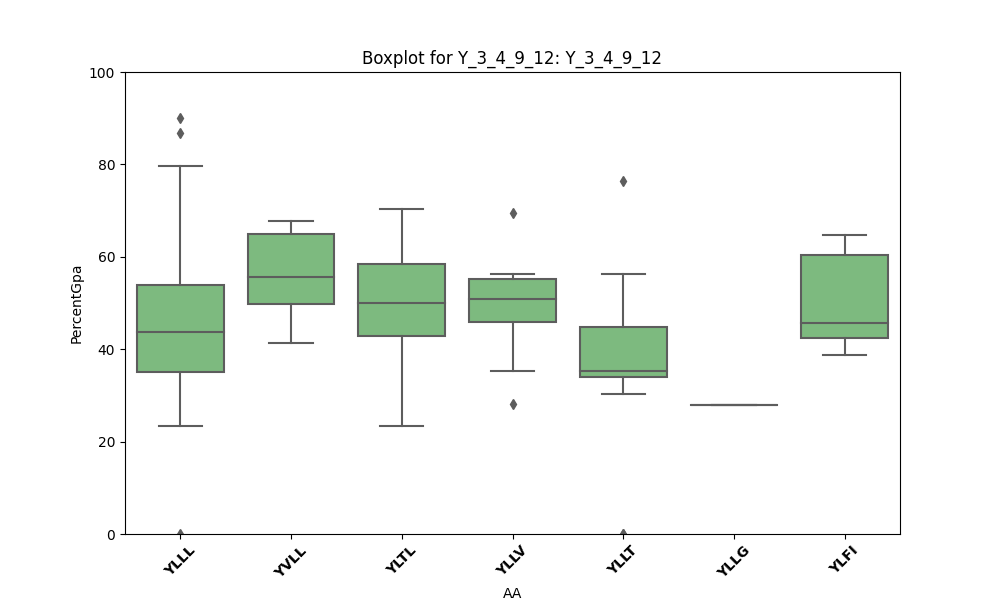 Boxplot for Y_3_4_9_12: Y_3_4_9_12
PercentGpa
100
80
60
40
20
0
YLLL
YVLL
YLTL
YLLV
YLLT
YLLG
YLFI
AA